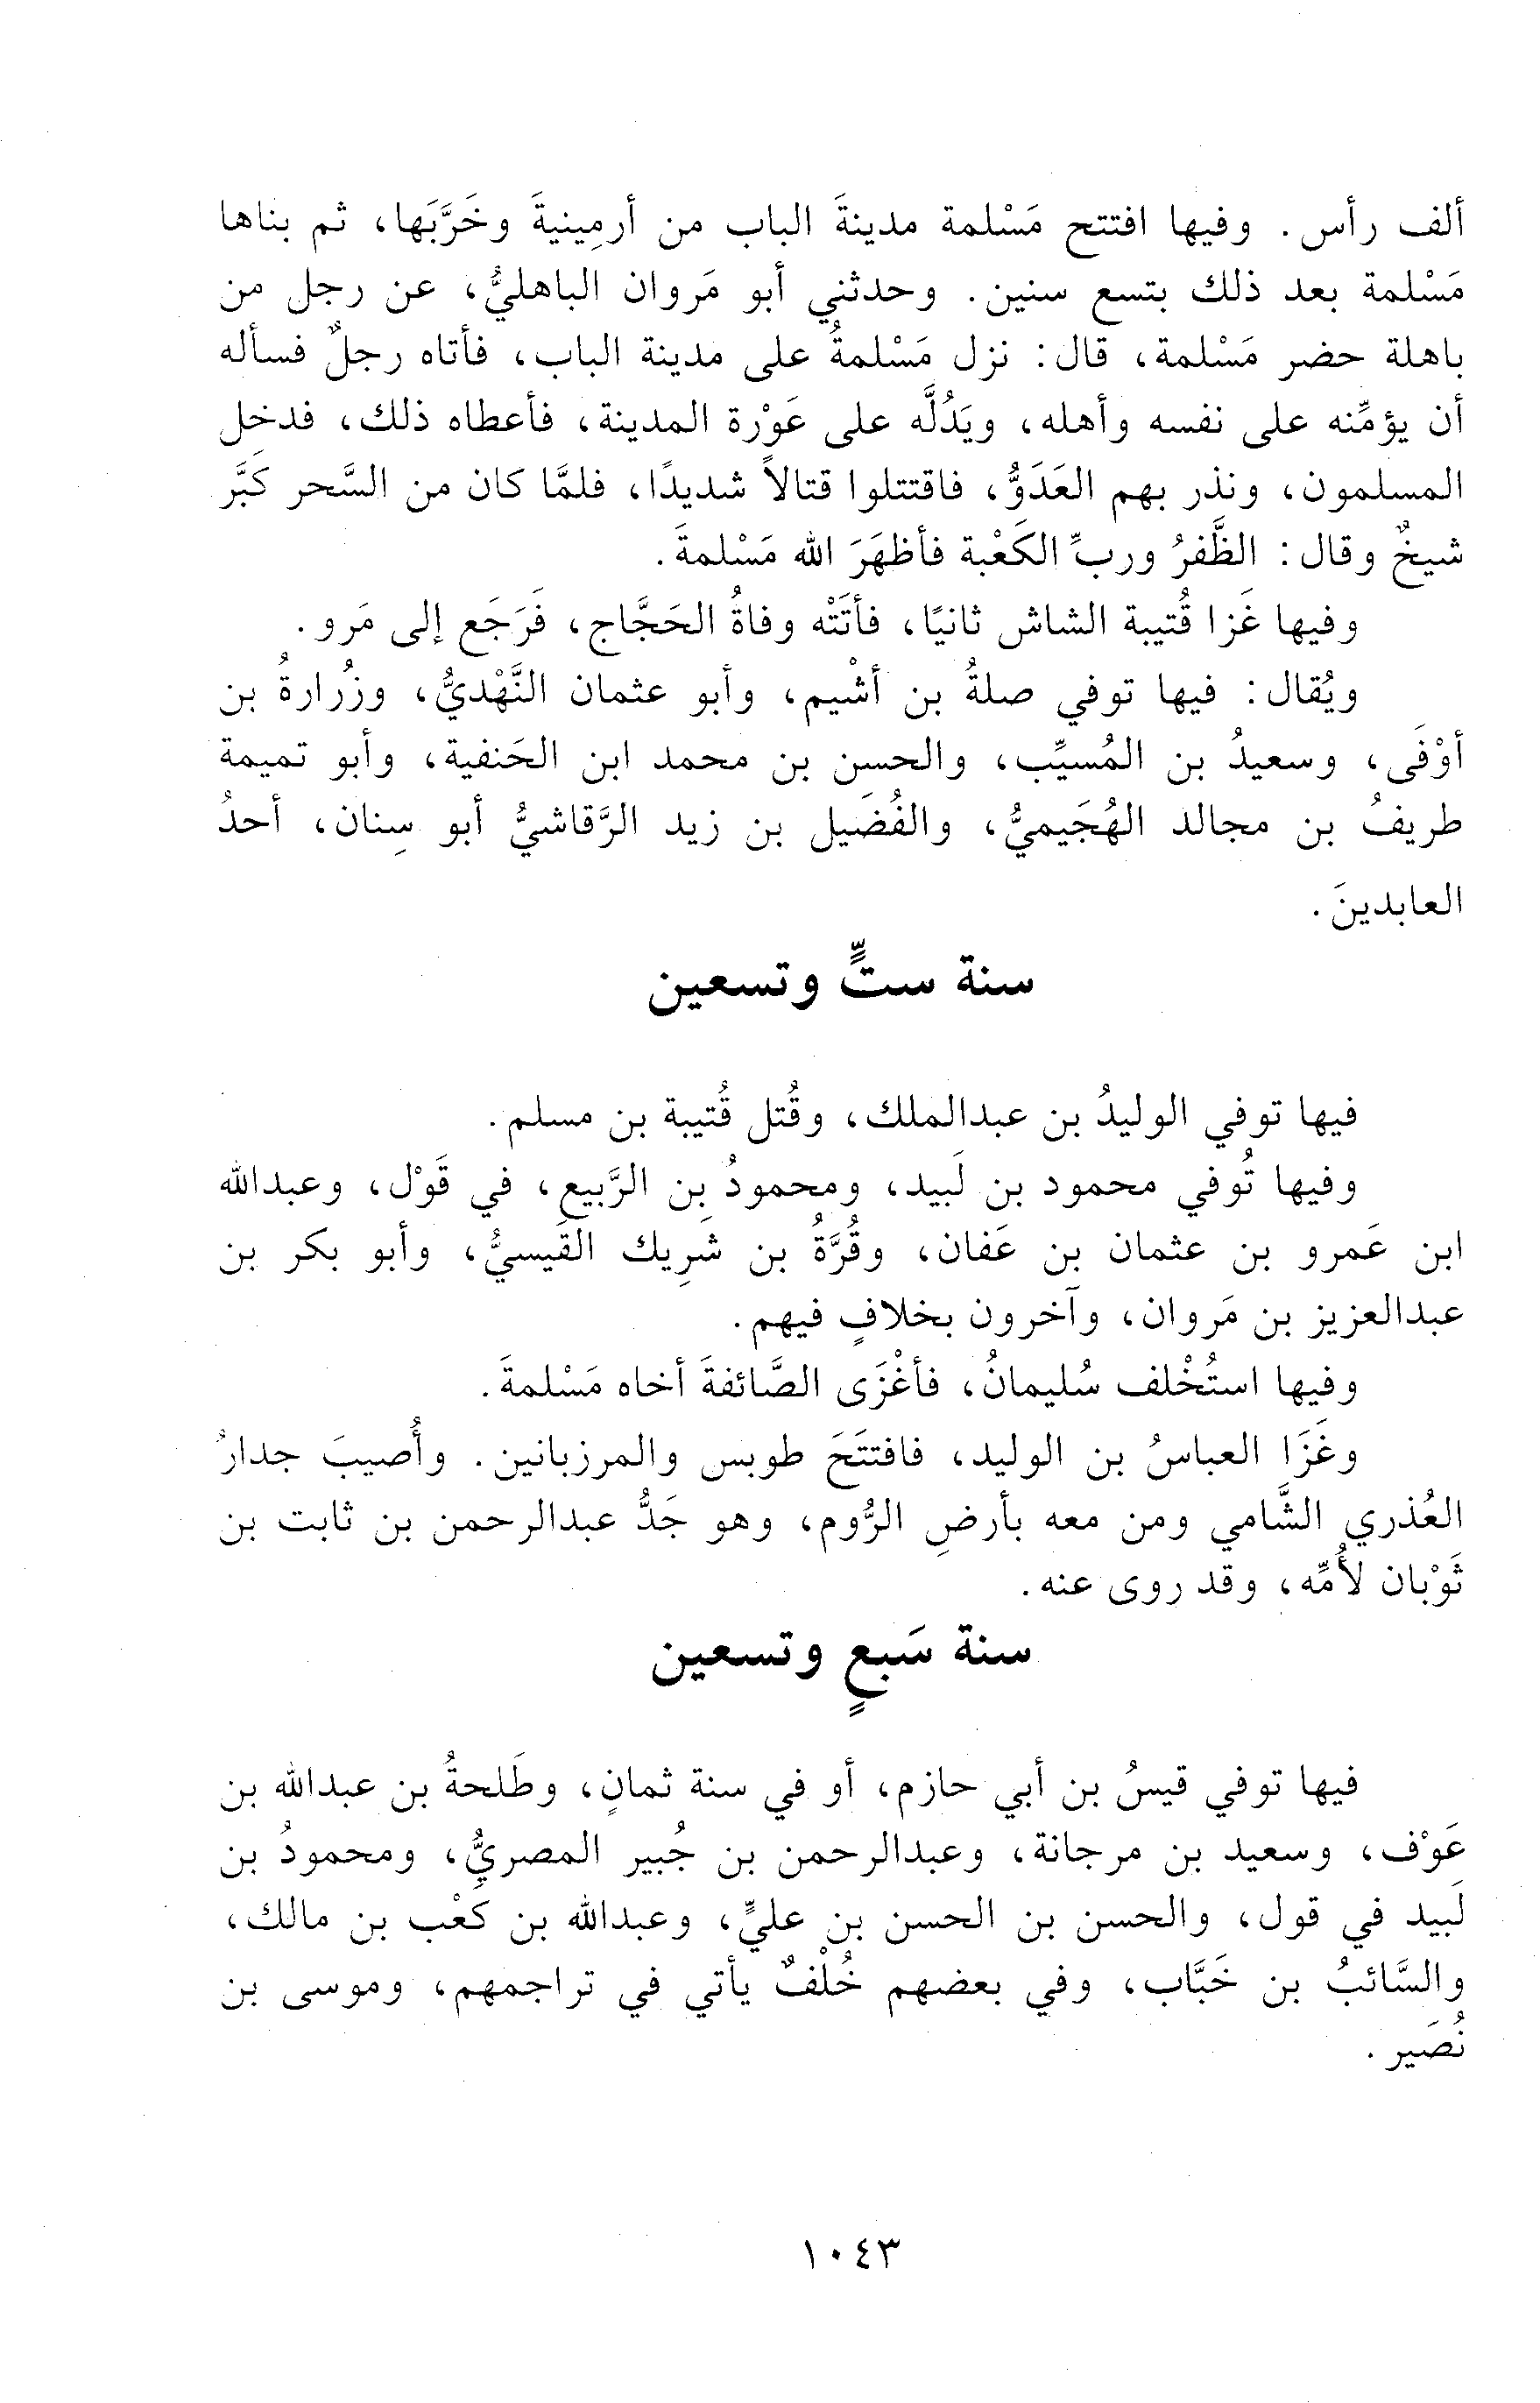 ألف رأس. وفيها افتتح مَسْلمة مدينةَ الباب من أرمِينيةَ وخَرَّبَها، ثم بناها
مَسْلمة بعد ذلك بتسع سنين. وحدثني أبو مَروان الباهليُّ، عن رجل من
باهلة حضر مَسْلمة، قال: نزل مَسْلمةُ على مدينة الباب، فأتاه رجلٌ فسأله
أن يؤمِّنه على نفسه وأهله، ويَدُلَّه على عَوْرة المدينة، فأعطاه ذلك، فدخل
المسلمون، ونذر بهم العَدَوُّ، فاقتتلوا قتالاً شديدًا، فلمَّا كان من السَّحر كَبَّر
شيخٌ وقال: الظَّفرُ وربِّ الكَعْبة فأظهَرَ الله مَسْلمةَ.
وفيها غَزا قُتيبة الشاش ثانيًا، فأتَتْه وفاةُ الحَجَّاج، فَرَجَع إلى مَرو.
ويُقال: فيها توفي صلةُ بن أشْيم، وأبو عثمان النَّهْديُّ، وزُرارةُ بن
أوْفَى، وسعيدُ بن المُسيِّب، والحسن بن محمد ابن الحَنفية، وأبو تميمة
طريفُ بن مجالد الهُجَيميُّ، والفُضَيل بن زيد الرَّقاشيُّ أبو سِنان، أحدُ
العابدينَ.
سنة ستٍّ وتسعين
فيها توفي الوليدُ بن عبدالملك، وقُتل قُتيبة بن مسلم.
وفيها تُوفي محمود بن لَبيد، ومحمودُ بن الرَّبيع، في قَوْل، وعبدالله
ابن عَمرو بن عثمان بن عَفان، وقُرَّةُ بن شَرِيك القَيسيُّ، وأبو بكر بن
عبدالعزيز بن مَروان، وآخرون بخلافٍ فيهم.
وفيها استُخْلف سُليمانُ، فأغْزَى الصَّائفةَ أخاه مَسْلمةَ.
وغَزَا العباسُ بن الوليد، فافتتَحَ طوبس والمرزبانين. وأُصيبَ جدارُ
العُذري الشَّامي ومن معه بأرضِ الرُّوم، وهو جَدُّ عبدالرحمن بن ثابت بن
ثَوْبان لأُمِّه، وقد روى عنه.
سنة سَبعٍ وتسعين
فيها توفي قيسُ بن أبي حازم، أو في سنة ثمانٍ، وطَلحةُ بن عبدالله بن
عَوْف، وسعيد بن مرجانة، وعبدالرحمن بن جُبير المصريُّ، ومحمودُ بن
لَبيد في قول، والحسن بن الحسن بن عليٍّ، وعبدالله بن كَعْب بن مالك،
والسَّائبُ بن خَبَّاب، وفي بعضهم خُلْفٌ يأتي في تراجمهم، وموسى بن
نُصَير.
١٠٤٣